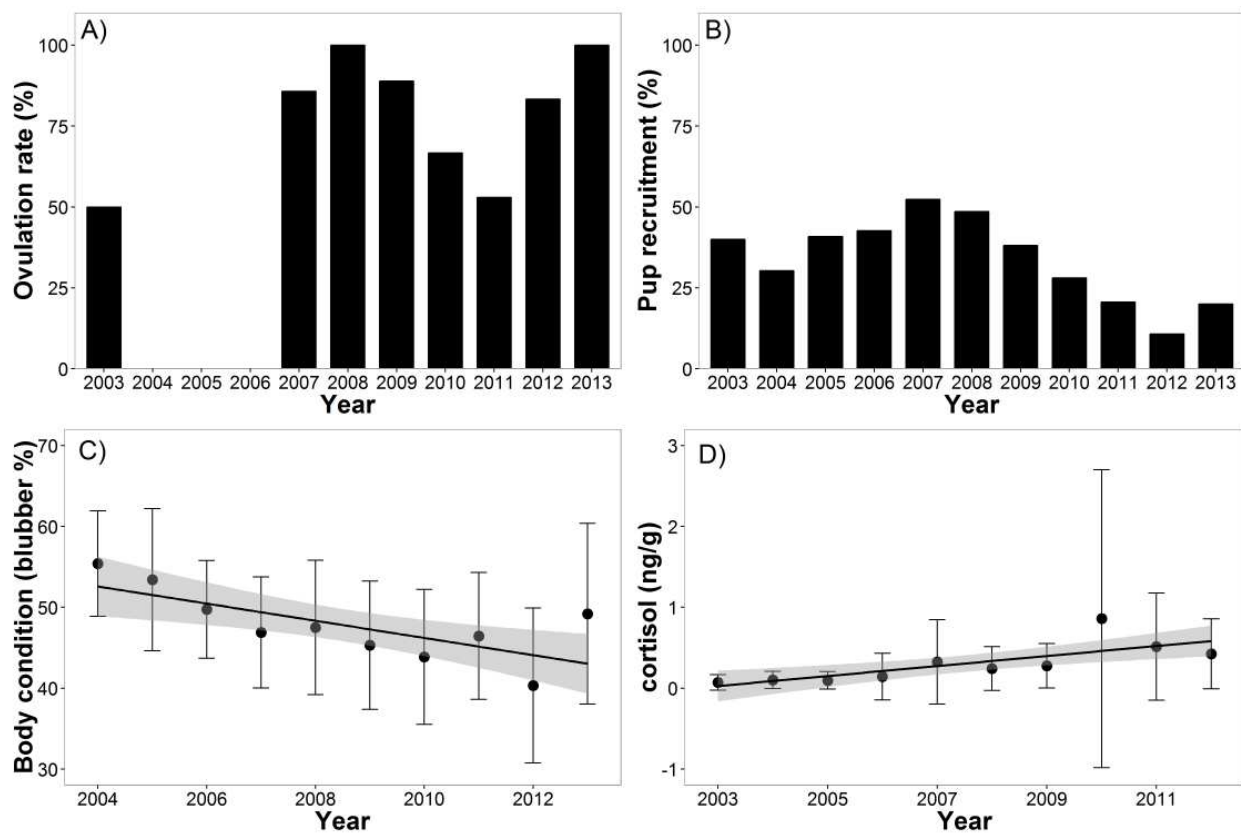 A)
Ovulation rate (%)
100
75
50
25
0
2003 2004 2005 2006 2007 2008 2009 2010 2011 2012 2013
Year
B)
Pup recruitment (%)
100
75
50
25
0
2003 2004 2005 2006 2007 2008 2009 2010 2011 2012 2013
Year
C)
Body condition (blubber %)
70
60
50
40
30
2004 2006 2008 2010 2012
Year
D)
cortisol (ng/g)
3
2
1
0
-1
2003 2005 2007 2009 2011
Year